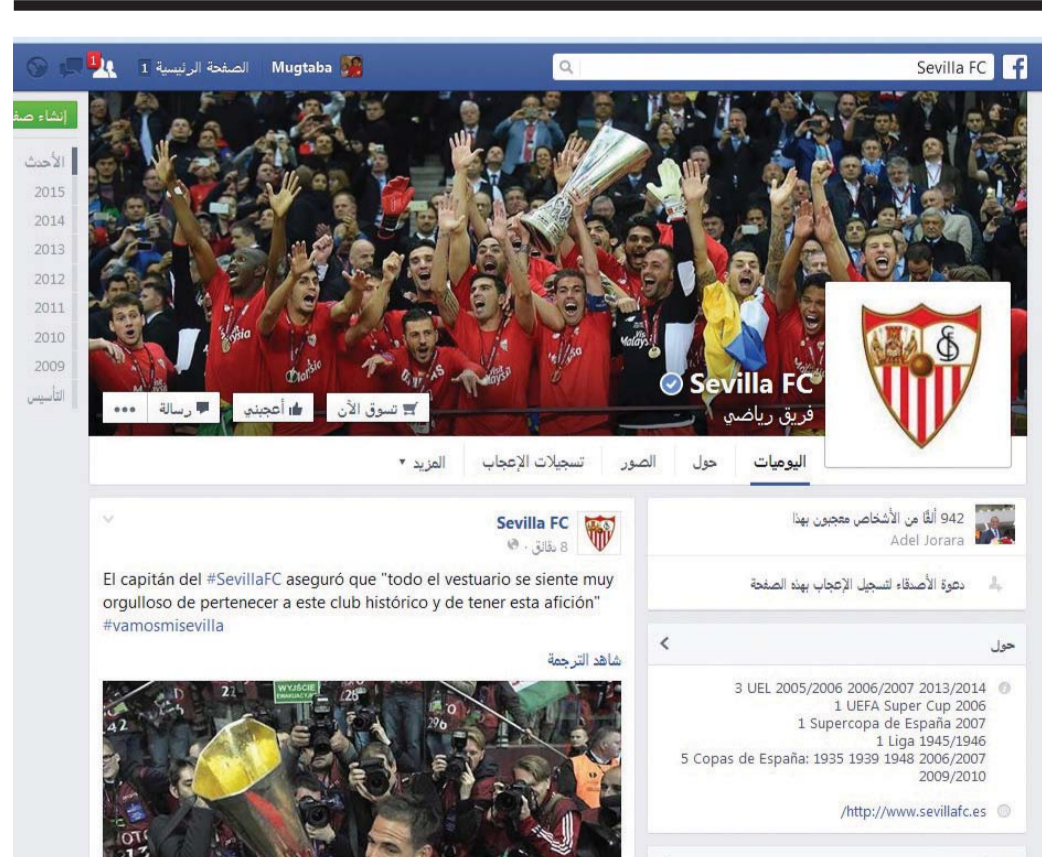 Sevilla FC
Mugtaba
الصفحة الرئيسية 1
1
إنشاء صف
الأحدث
2015
2014
2013
2012
2011
2010
2009
التأسيس
Sevilla FC
فريق رياضي
تسوق الآن
أعجبني
رسالة •••
اليوميات
حول
الصور
تسجيلات الإعجاب
المزيد
942 ألفًا من الأشخاص معجبون بهذا
Adel Jorara
دعوة الأصدقاء لتسجيل الإعجاب بهذه الصفحة
حول
3 UEL 2005/2006 2006/2007 2013/2014
1 UEFA Super Cup 2006
1 Supercopa de España 2007
1 Liga 1945/1946
5 Copas de España: 1935 1939 1948 2006/2007
2009/2010
/http://www.sevillafc.es
Sevilla FC
8 دقائق ·
El capitán del #SevillaFC aseguró que "todo el vestuario se siente muy
orgulloso de pertenecer a este club histórico y de tener esta afición"
#vamosmisevilla
شاهد الترجمة
WYJŚCIE